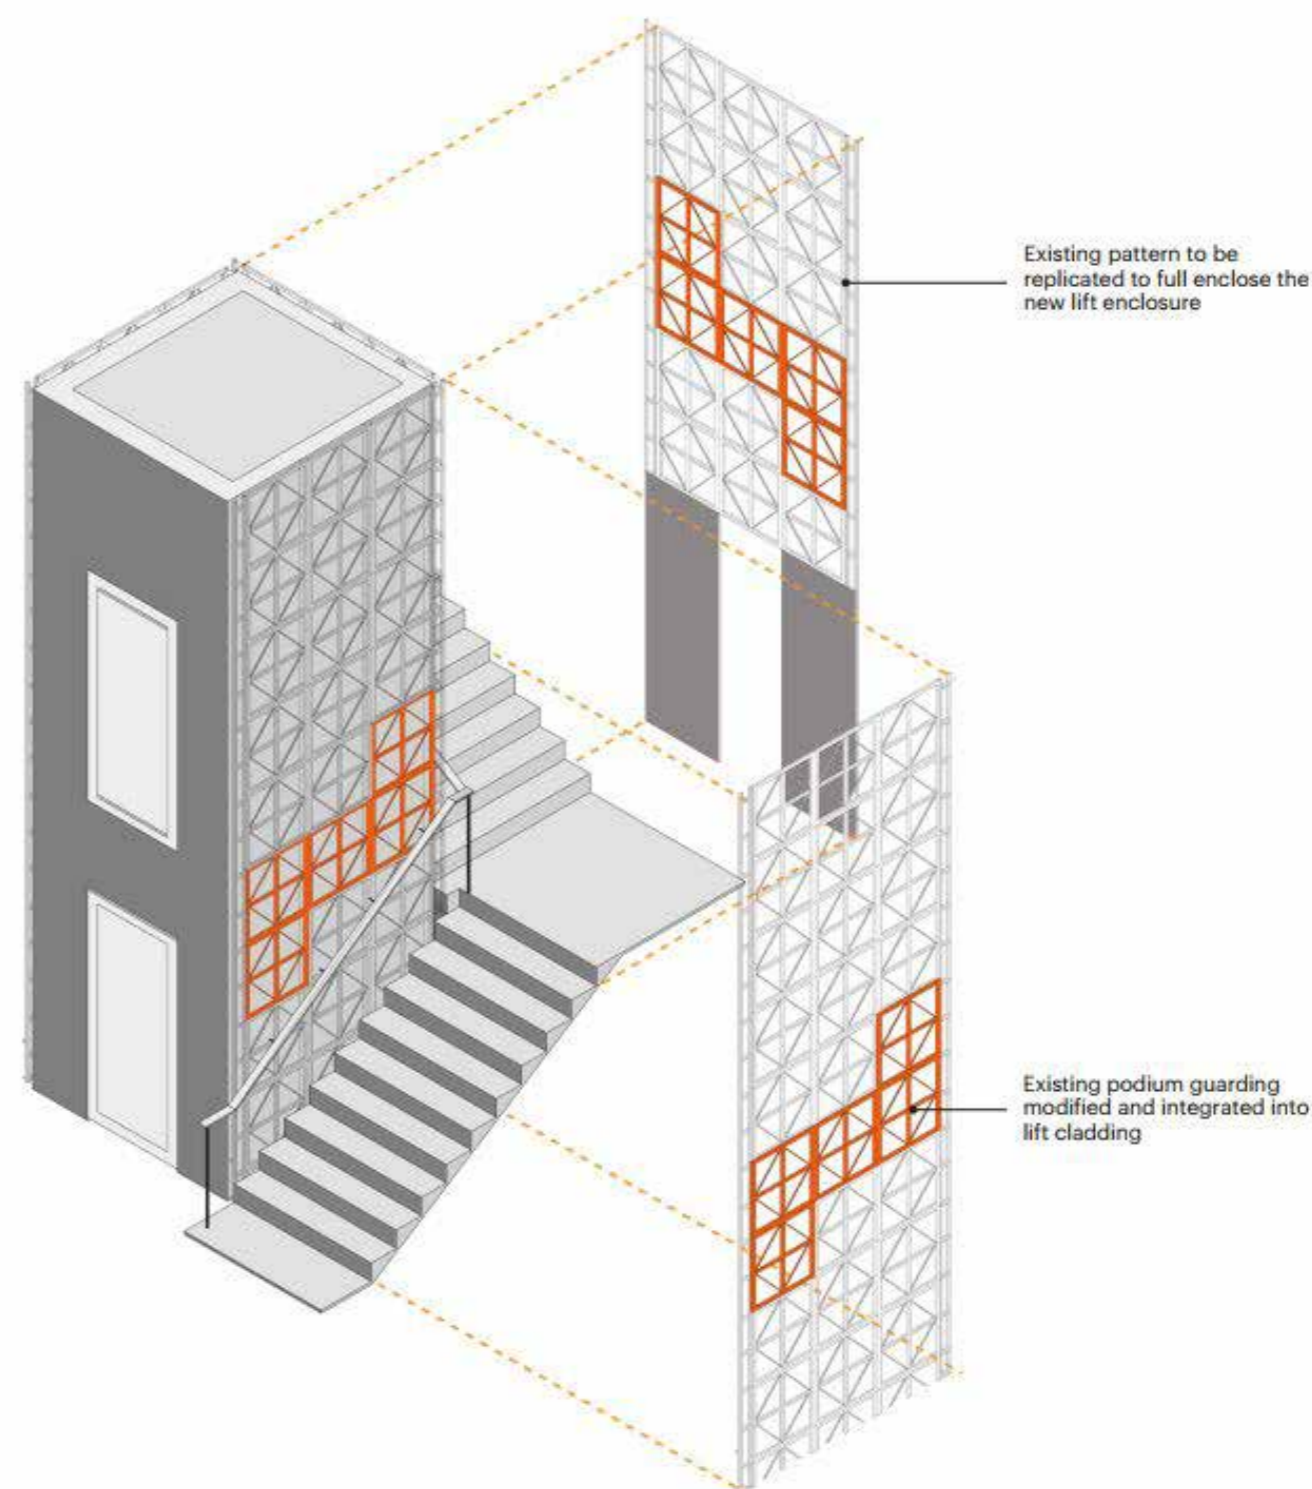 Existing pattern to be
replicated to full enclose the
new lift enclosure
Existing podium guarding
modified and integrated into
lift cladding